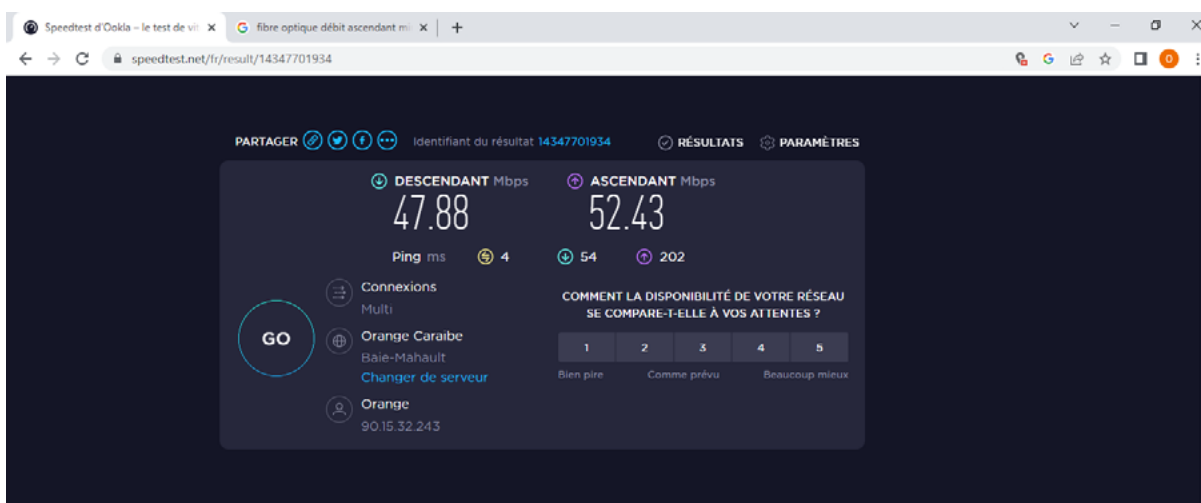 Speedtest d'Ookla – le test de vit
fibre optique débit ascendant mi
speedtest.net/fr/result/14347701934
O
PARTAGER Identifiant du résultat 14347701934 RÉSULTATS PARAMÈTRES
DESCENDANT Mbps ASCENDANT Mbps
47.88 52.43
Ping ms 4 54 202
Connexions
Multi
COMMENT LA DISPONIBILITÉ DE VOTRE RÉSEAU
SE COMPARE-T-ELLE À VOS ATTENTES ?
GO
Orange Caraibe
Baie-Mahault
Changer de serveur
1 2 3 4 5
Bien pire Comme prévu Beaucoup mieux
Orange
90.15.32.243